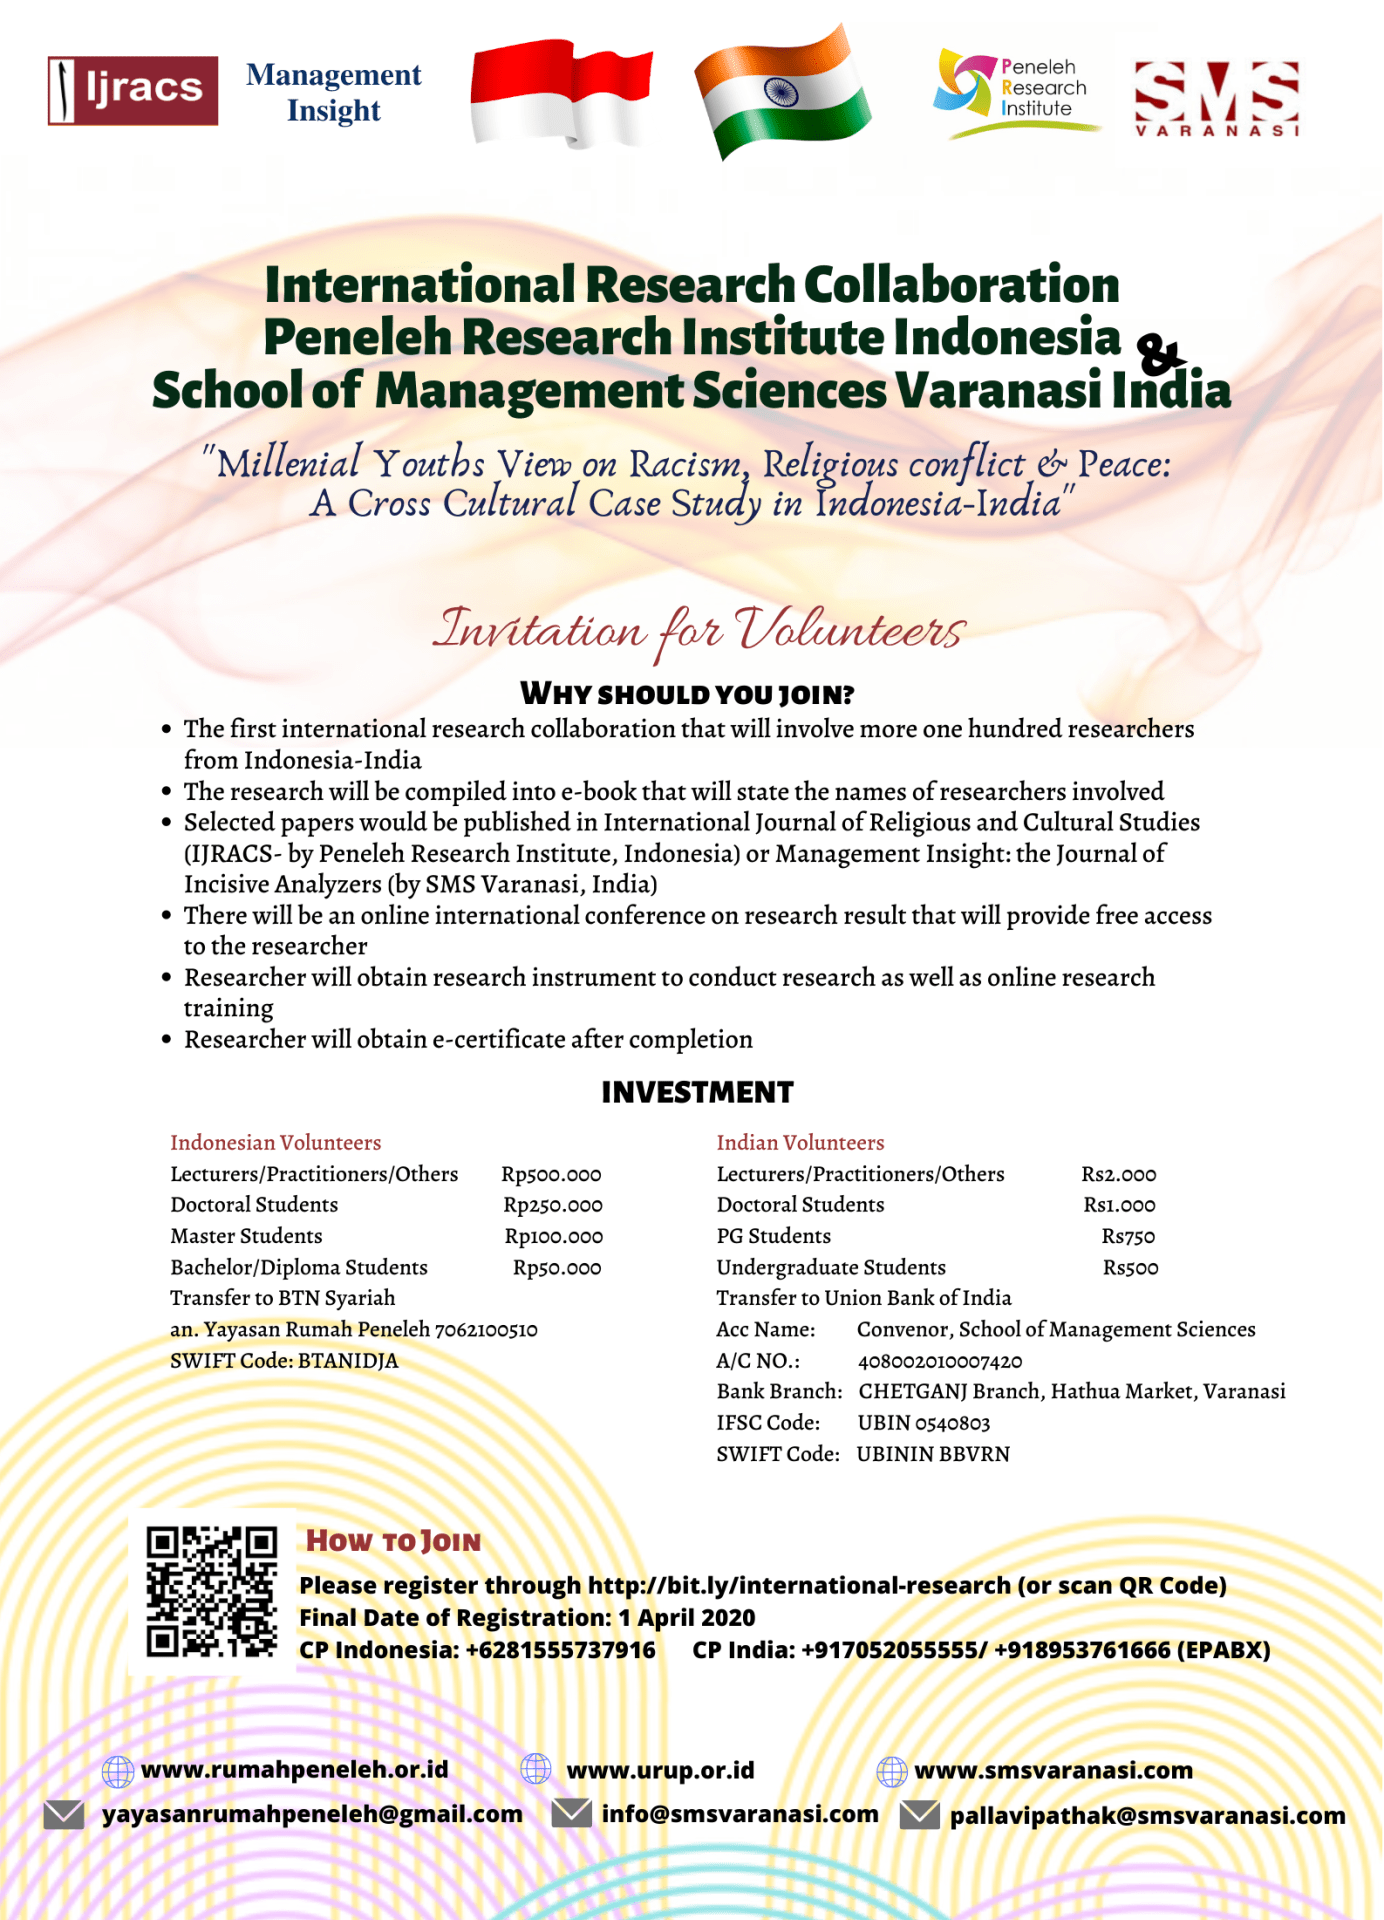 Ijracs
Management
Insight
Peneleh
Research
Institute
SMS
VARANASI
International Research Collaboration
Peneleh Research Institute Indonesia &
School of Management Sciences Varanasi India
"Millenial Youths View on Racism, Religious conflict & Peace:
A Cross Cultural Case Study in Indonesia-India"
Invitation for Volunteers
WHY SHOULD YOU JOIN?
• The first international research collaboration that will involve more one hundred researchers
from Indonesia-India
• The research will be compiled into e-book that will state the names of researchers involved
• Selected papers would be published in International Journal of Religious and Cultural Studies
(IJRACS- by Peneleh Research Institute, Indonesia) or Management Insight: the Journal of
Incisive Analyzers (by SMS Varanasi, India)
• There will be an online international conference on research result that will provide free access
to the researcher
• Researcher will obtain research instrument to conduct research as well as online research
training
• Researcher will obtain e-certificate after completion
INVESTMENT
Indonesian Volunteers
Lecturers/Practitioners/Others Rp500.000
Doctoral Students Rp250.000
Master Students Rp100.000
Bachelor/Diploma Students Rp50.000
Transfer to BTN Syariah
an. Yayasan Rumah Peneleh 7062100510
SWIFT Code: BTANIDJA
Indian Volunteers
Lecturers/Practitioners/Others Rs2.000
Doctoral Students Rs1.000
PG Students Rs750
Undergraduate Students Rs500
Transfer to Union Bank of India
Acc Name: Convenor, School of Management Sciences
A/C NO.: 408002010007420
Bank Branch: CHETGANJ Branch, Hathua Market, Varanasi
IFSC Code: UBIN 0540803
SWIFT Code: UBININ BBVRN
HOW TO JOIN
Please register through http://bit.ly/international-research (or scan QR Code)
Final Date of Registration: 1 April 2020
CP Indonesia: +6281555737916 CP India: +917052055555/ +918953761666 (EPABX)
www.rumahpeneleh.or.id www.urup.or.id www.smsvaranasi.com
yayasanrumahpeneleh@gmail.com info@smsvaranasi.com pallavipathak@smsvaranasi.com